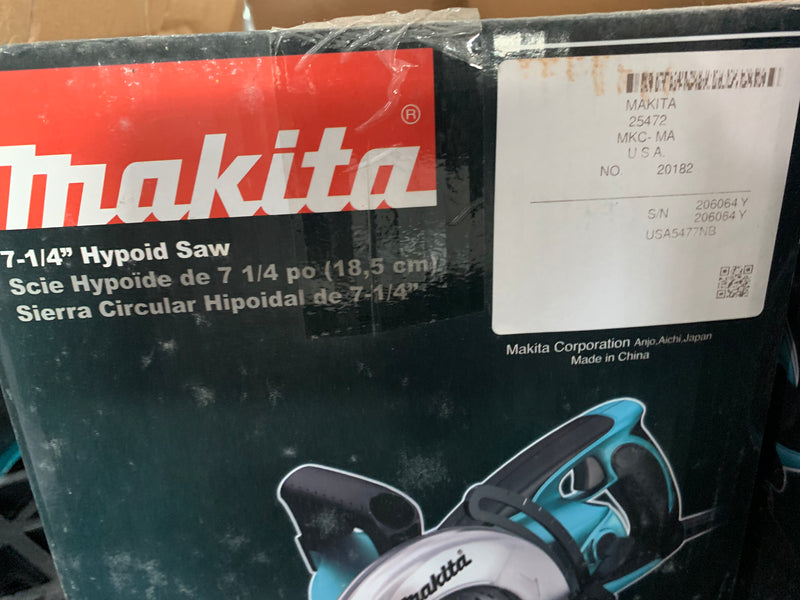 makita®
7-1/4” Hypoid Saw
Scie Hypoide de 7 1/4 po (18,5 cm)
Sierra Circular Hipoidal de 7-1/4”
MAKITA
25472
MKC- MA
U S A.
NO. 20182
206064 Y
S/N 206064 Y
USA5477NB
Makita Corporation Anjo, Aichi, Japan
Made in China
makita®